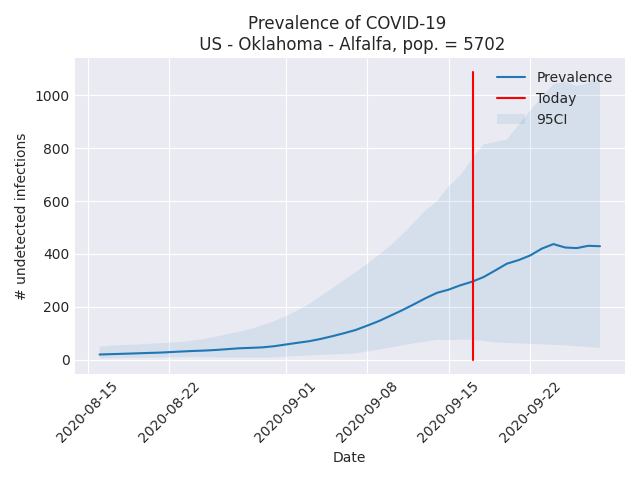 Prevalence of COVID-19
US - Oklahoma - Alfalfa, pop. = 5702
Prevalence
Today
95CI
# undetected infections
1000
800
600
400
200
0
2020-08-15
2020-08-22
2020-09-01
2020-09-08
2020-09-15
2020-09-22
Date